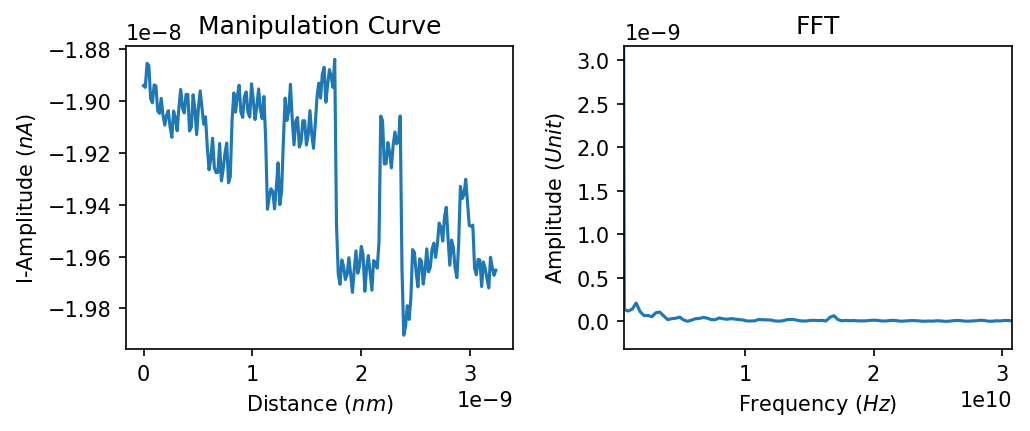 Manipulation Curve
1e−8
−1.88
−1.90
−1.92
−1.94
−1.96
−1.98
I-Amplitude (nA)
0 1 2 3
1e−9
Distance (nm)
FFT
1e−9
3.0
2.5
2.0
1.5
1.0
0.5
0.0
Amplitude (Unit)
1 2 3
1e10
Frequency (Hz)